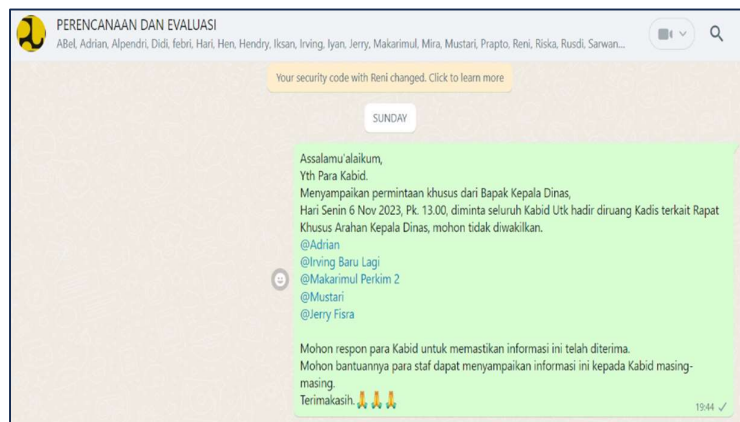 PERENCANAAN DAN EVALUASI
ABel, Adrian, Alpendri, Didi, febri, Hari, Hen, Hendry, Iksan, Irving, Iyan, Jerry, Makarimul, Mira, Mustari, Prapto, Reni, Riska, Rusdi, Sarwan...
Your security code with Reni changed. Click to learn more
SUNDAY
Assalamu'alaikum,
Yth Para Kabid.
Menyampaikan permintaan khusus dari Bapak Kepala Dinas,
Hari Senin 6 Nov 2023, Pk. 13.00, diminta seluruh Kabid Utk hadir diruang Kadis terkait Rapat
Khusus Arahan Kepala Dinas, mohon tidak diwakilkan.
@Adrian
@Irving Baru Lagi
@Makarimul Perkim 2
@Mustari
@Jerry Fisra
Mohon respon para Kabid untuk memastikan informasi ini telah diterima.
Mohon bantuannya para staf dapat menyampaikan informasi ini kepada Kabid masing-
masing.
Terimakasih. 🙏 🙏 🙏
19:44